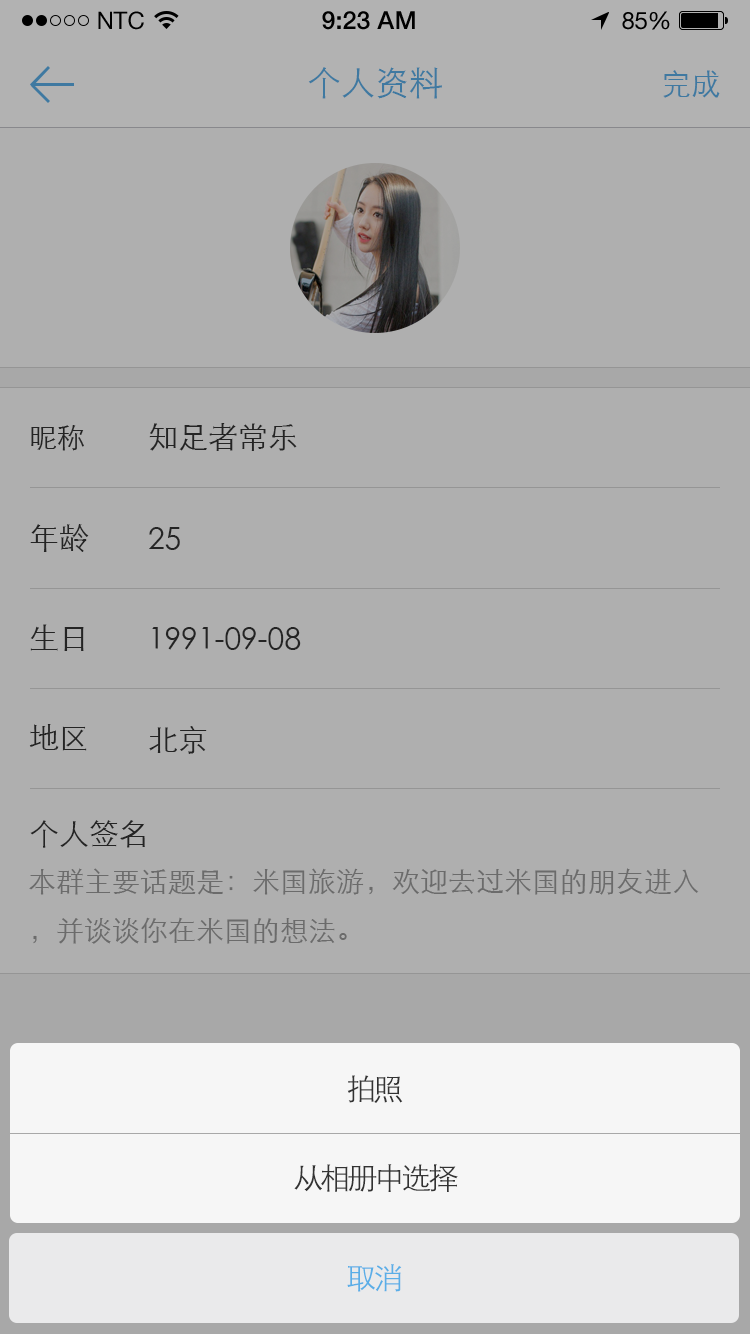 NTC 9:23 AM 85%
个人资料 完成
昵称 知足者常乐
年龄 25
生日 1991-09-08
地区 北京
个人签名
本群主要话题是：米国旅游，欢迎去过米国的朋友进入
，并谈谈你在米国的想法。
拍照
从相册中选择
取消